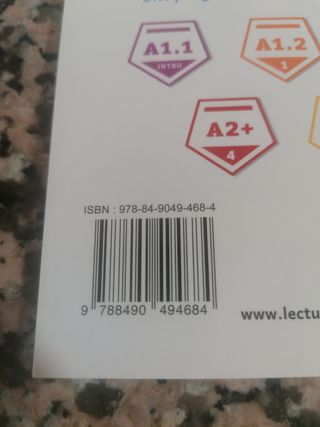 A1.1
INTRO
A1.2
1
A2+
4
ISBN : 978-84-9049-468-4
9 788490 494684
www.lectu